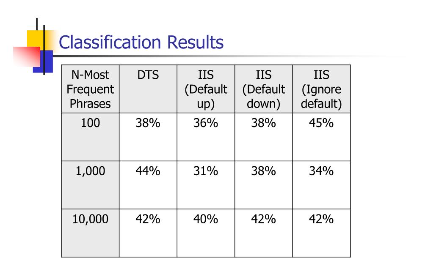 Classification Results
N-Most Frequent Phrases DTS IIS (Default up) IIS (Default down) IIS (Ignore default)
100 38% 36% 38% 45%
1,000 44% 31% 38% 34%
10,000 42% 40% 42% 42%